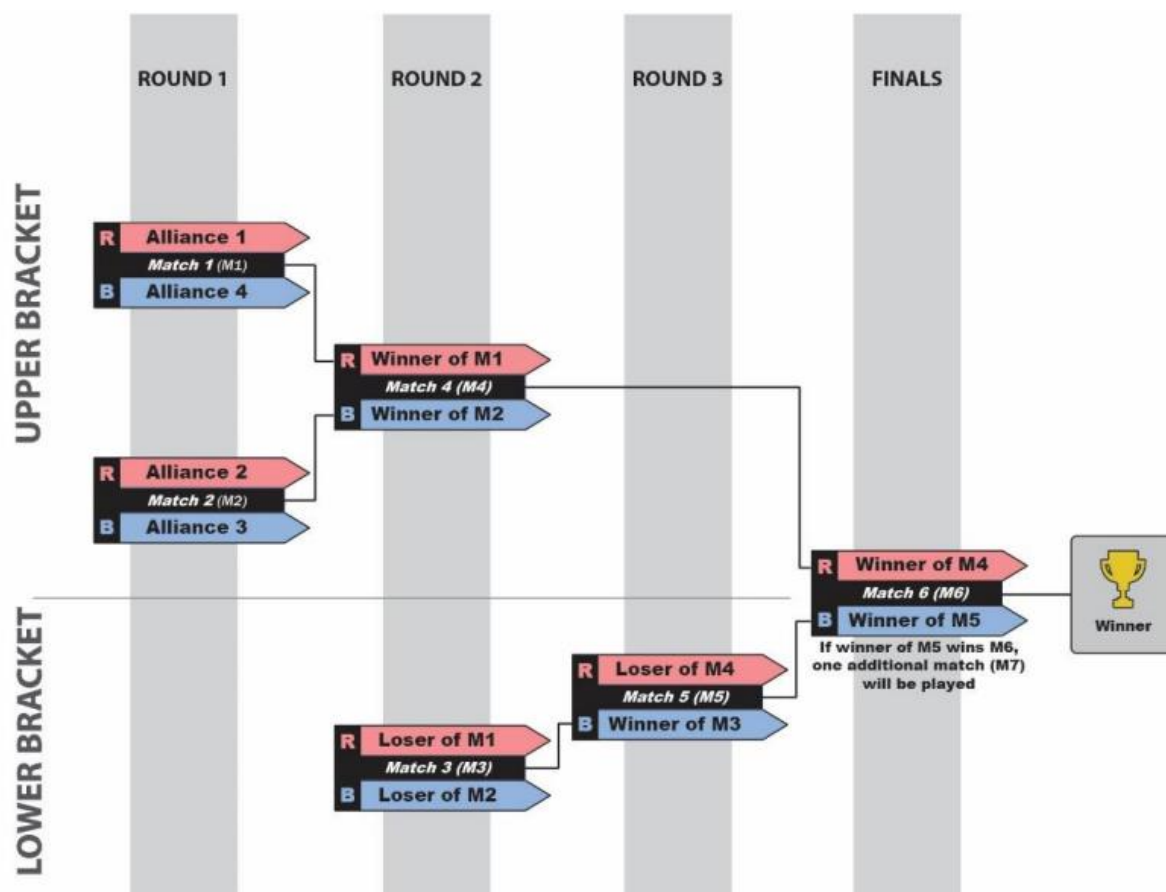 ROUND 1
ROUND 2
ROUND 3
FINALS
UPPER BRACKET
R Alliance 1
Match 1 (M1)
B Alliance 4
R Winner of M1
Match 4 (M4)
B Winner of M2
R Alliance 2
Match 2 (M2)
B Alliance 3
R Winner of M4
Match 6 (M6)
B Winner of M5
If winner of M5 wins M6,
one additional match (M7)
will be played
Winner
LOWER BRACKET
R Loser of M4
Match 5 (M5)
B Winner of M3
R Loser of M1
Match 3 (M3)
B Loser of M2